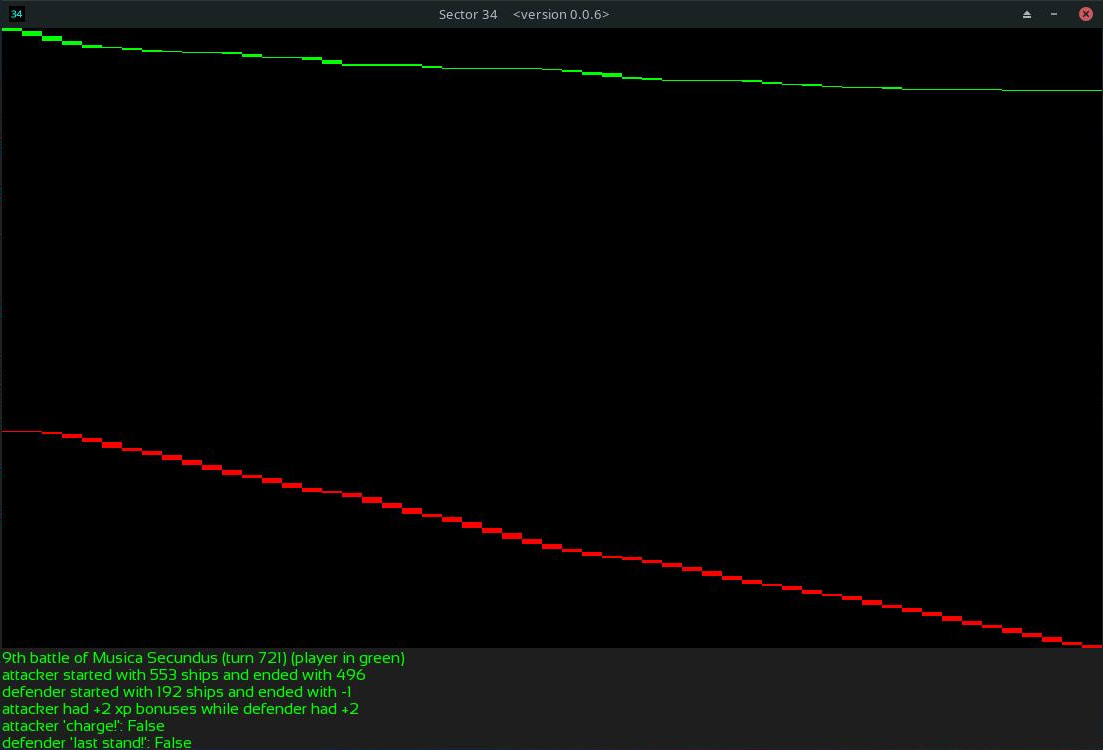 34
Sector 34 <version 0.0.6>
9th battle of Musica Secundus (turn 721) (player in green)
attacker started with 553 ships and ended with 496
defender started with 192 ships and ended with -1
attacker had +2 xp bonuses while defender had +2
attacker 'charge!': False
defender 'last stand!': False